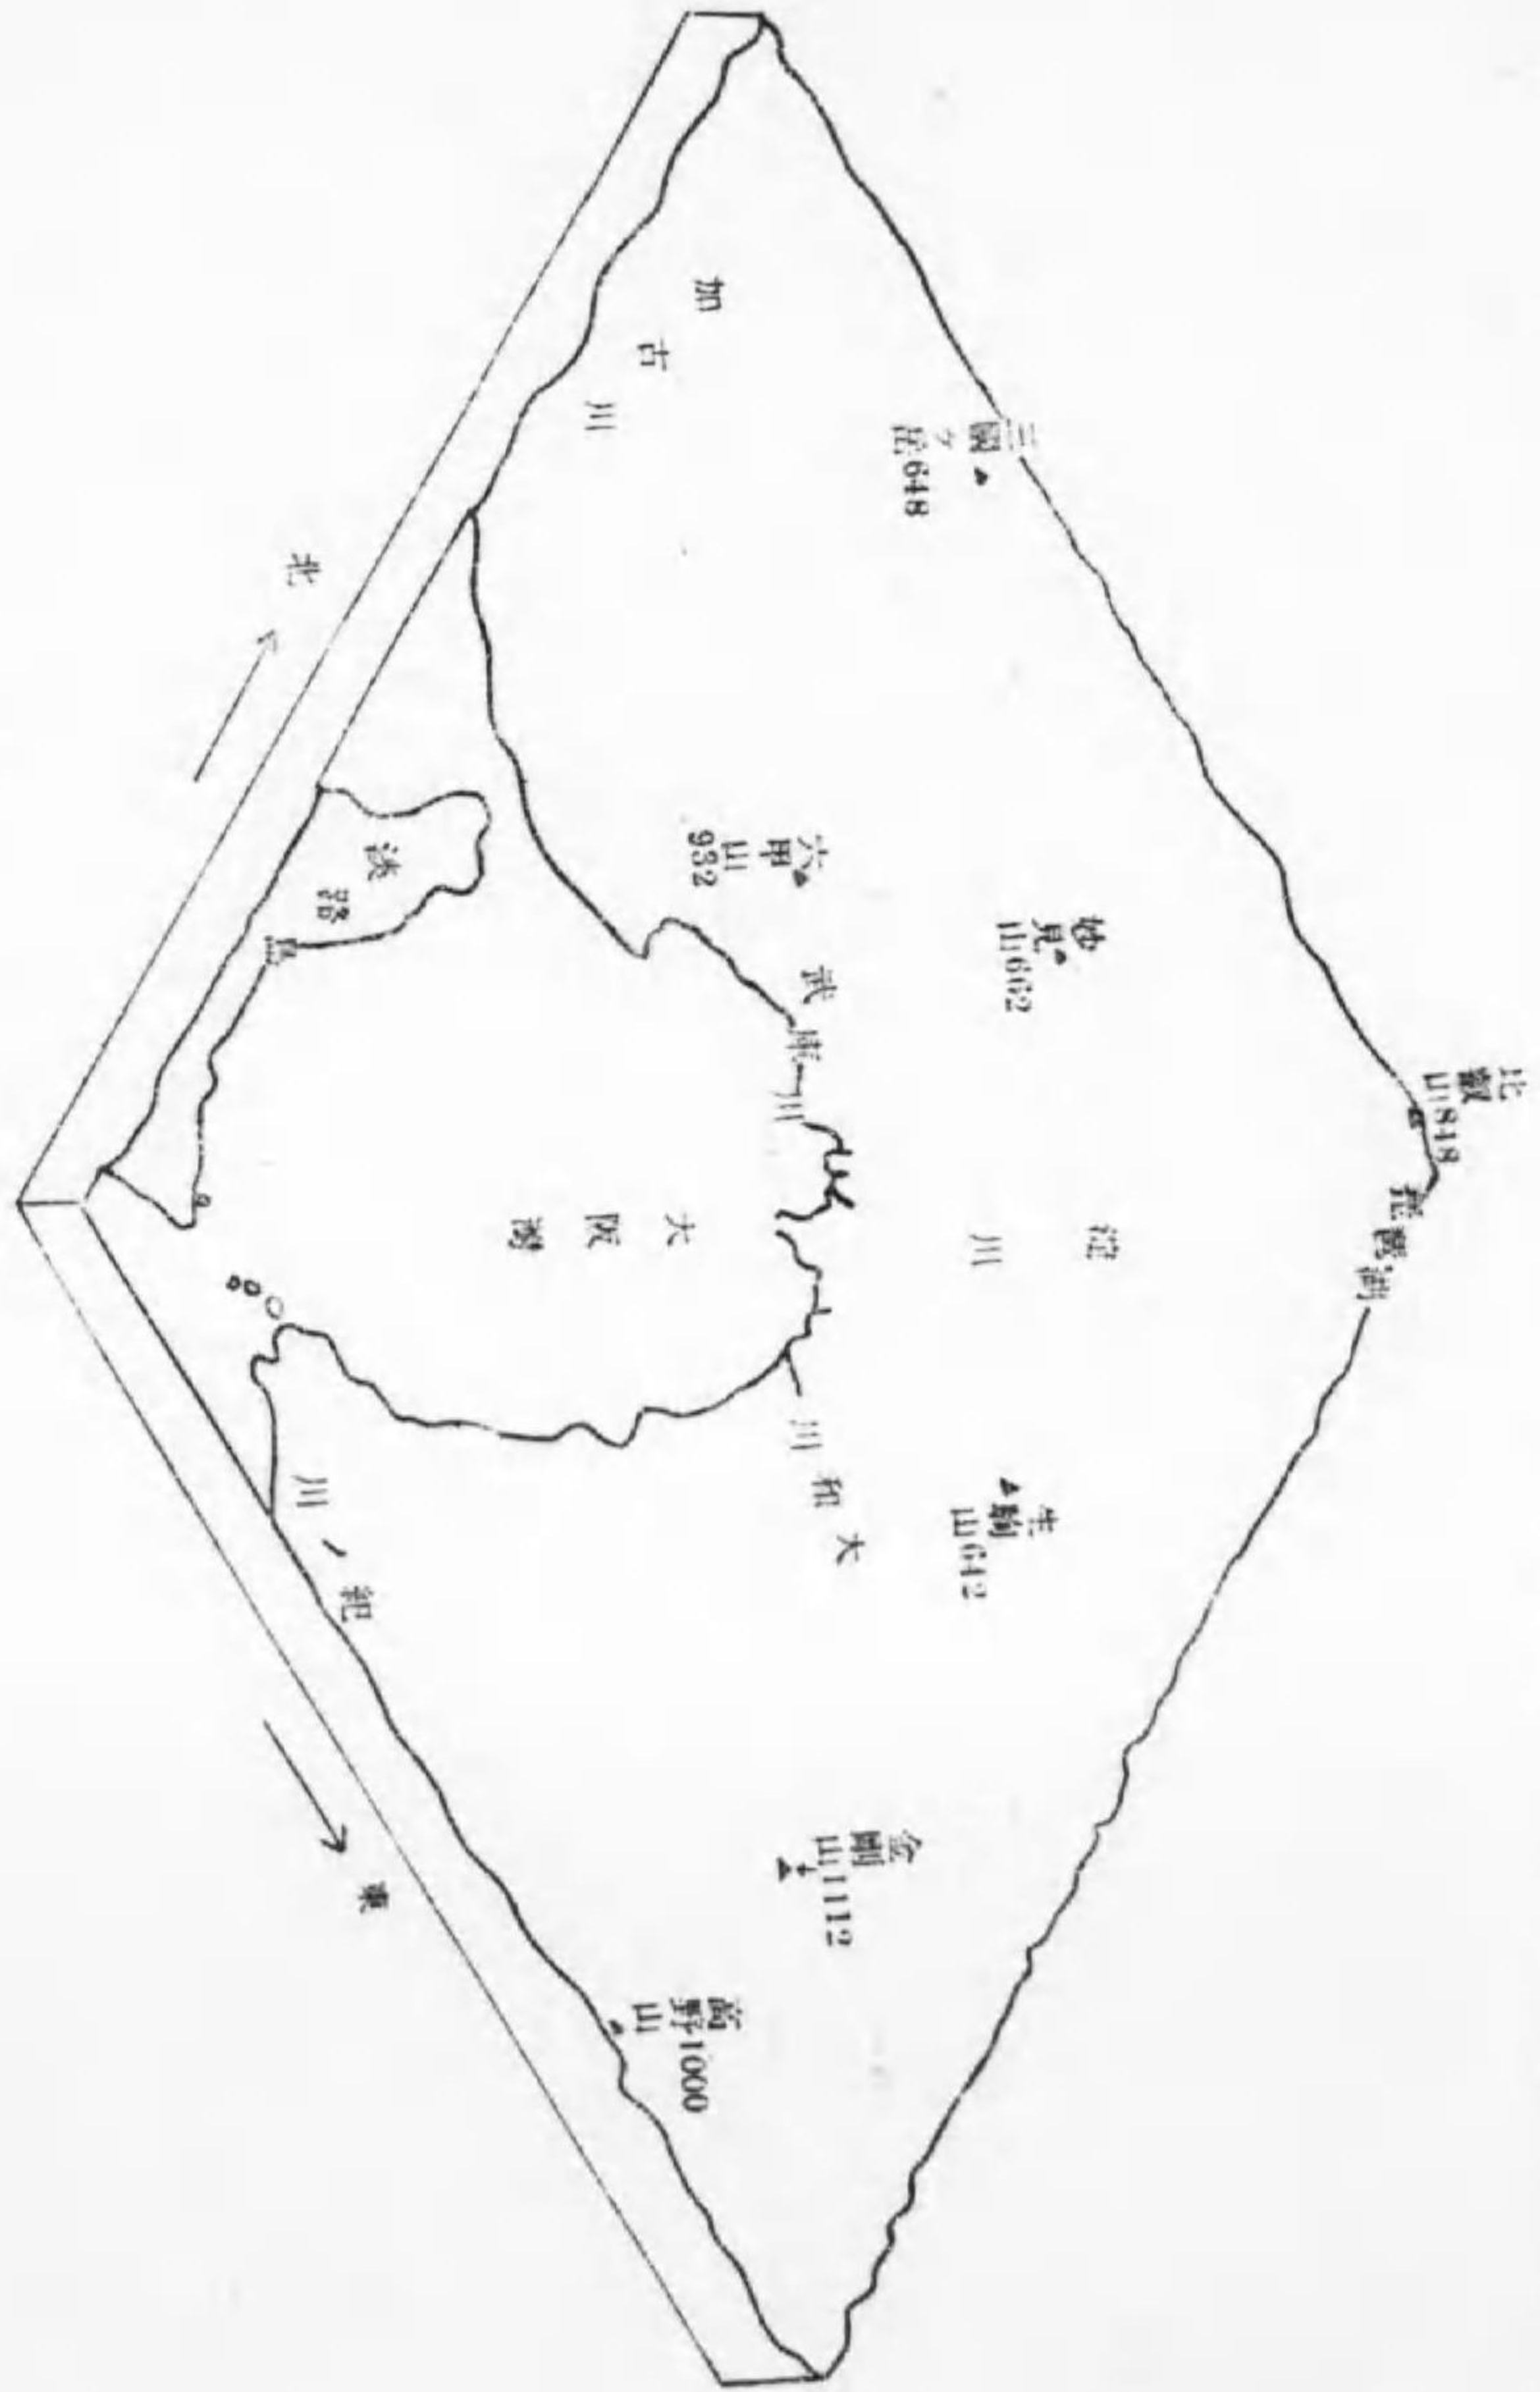 比叡山848
琵琶湖
三國ヶ岳648
妙見山662
淀川
生駒山642
加古川
六甲山932
武庫川
大和川
金剛山1112
高野山1000
大阪湾
淡路島
紀ノ川
北
東